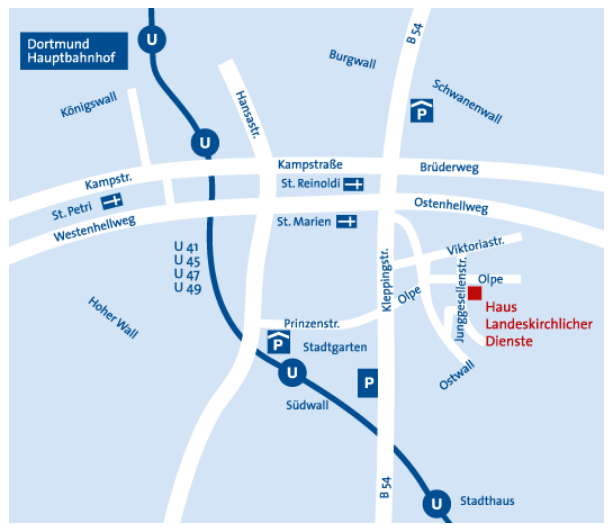 Dortmund
Hauptbahnhof
U
B 54
Burgwall
Schwanenwall
P
Königswall
Hansastr.
U
Kampstraße
Brüderweg
Kampstr.
St. Reinoldi
St. Petri
Ostenhellweg
Westenhellweg
St. Marien
U 41
U 45
U 47
U 49
Viktoriastr.
Kleppingstr.
Olpe
Junggesellenstr.
Olpe
Haus
Landeskirchlicher
Dienste
Hoher Wall
Prinzenstr.
P
Stadtgarten
U
P
Ostwall
Südwall
B 54
U
Stadthaus